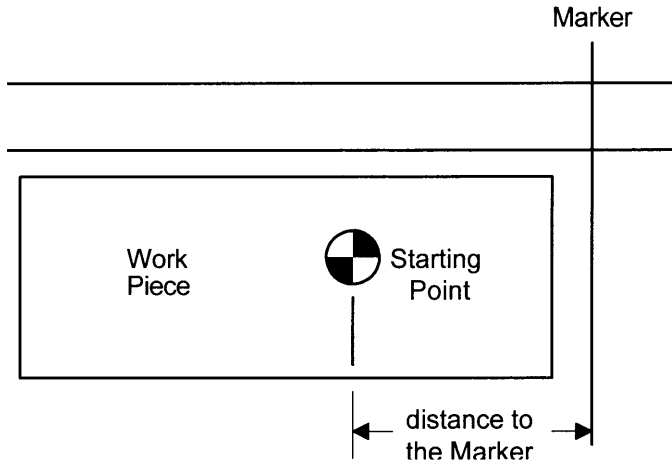 Marker
Work
Piece
Starting
Point
distance to
the Marker